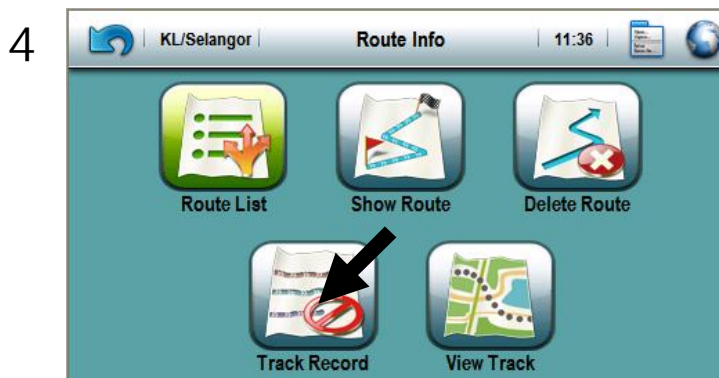 4
KL/Selangor Route Info 11:36
Route List Show Route Delete Route
Track Record View Track